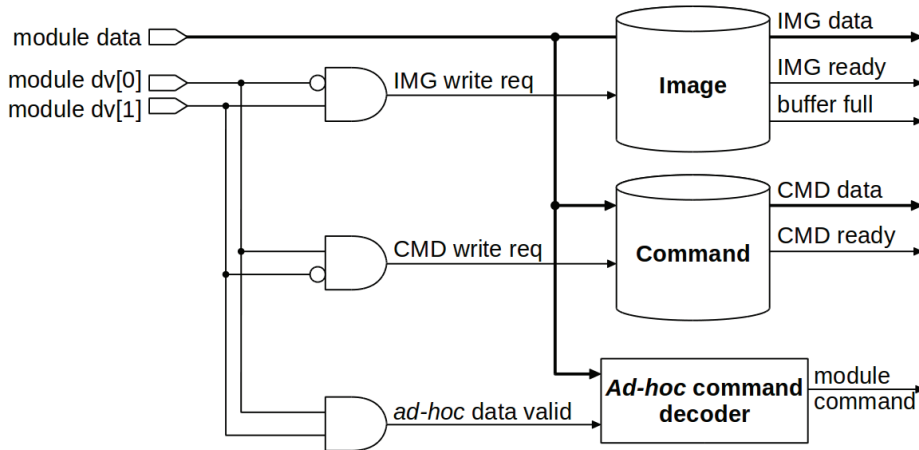 module data
module dv[0]
module dv[1]
IMG write req
Image
IMG data
IMG ready
buffer full
CMD write req
Command
CMD data
CMD ready
ad-hoc data valid
Ad-hoc command
decoder
module
command